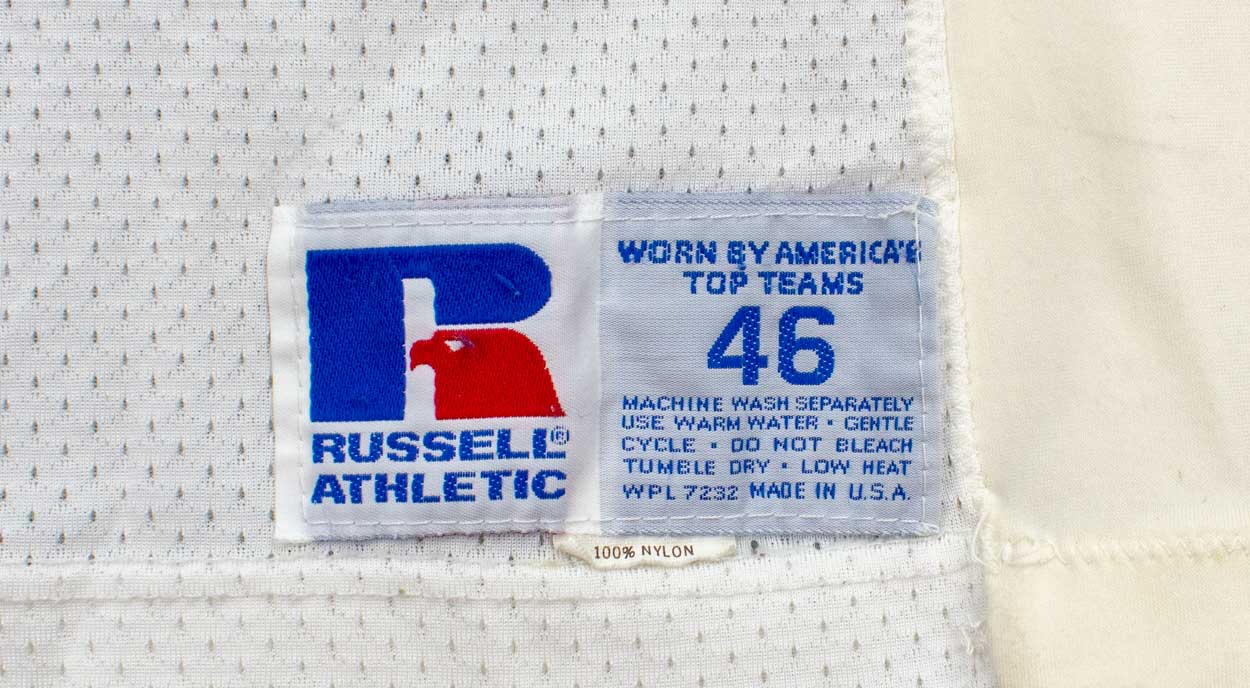 RUSSELL®
ATHLETIC
WORN BY AMERICA'S
TOP TEAMS
46
MACHINE WASH SEPARATELY
USE WARM WATER · GENTLE
CYCLE · DO NOT BLEACH
TUMBLE DRY · LOW HEAT
WPL 7232 MADE IN U.S.A.
100% NYLON